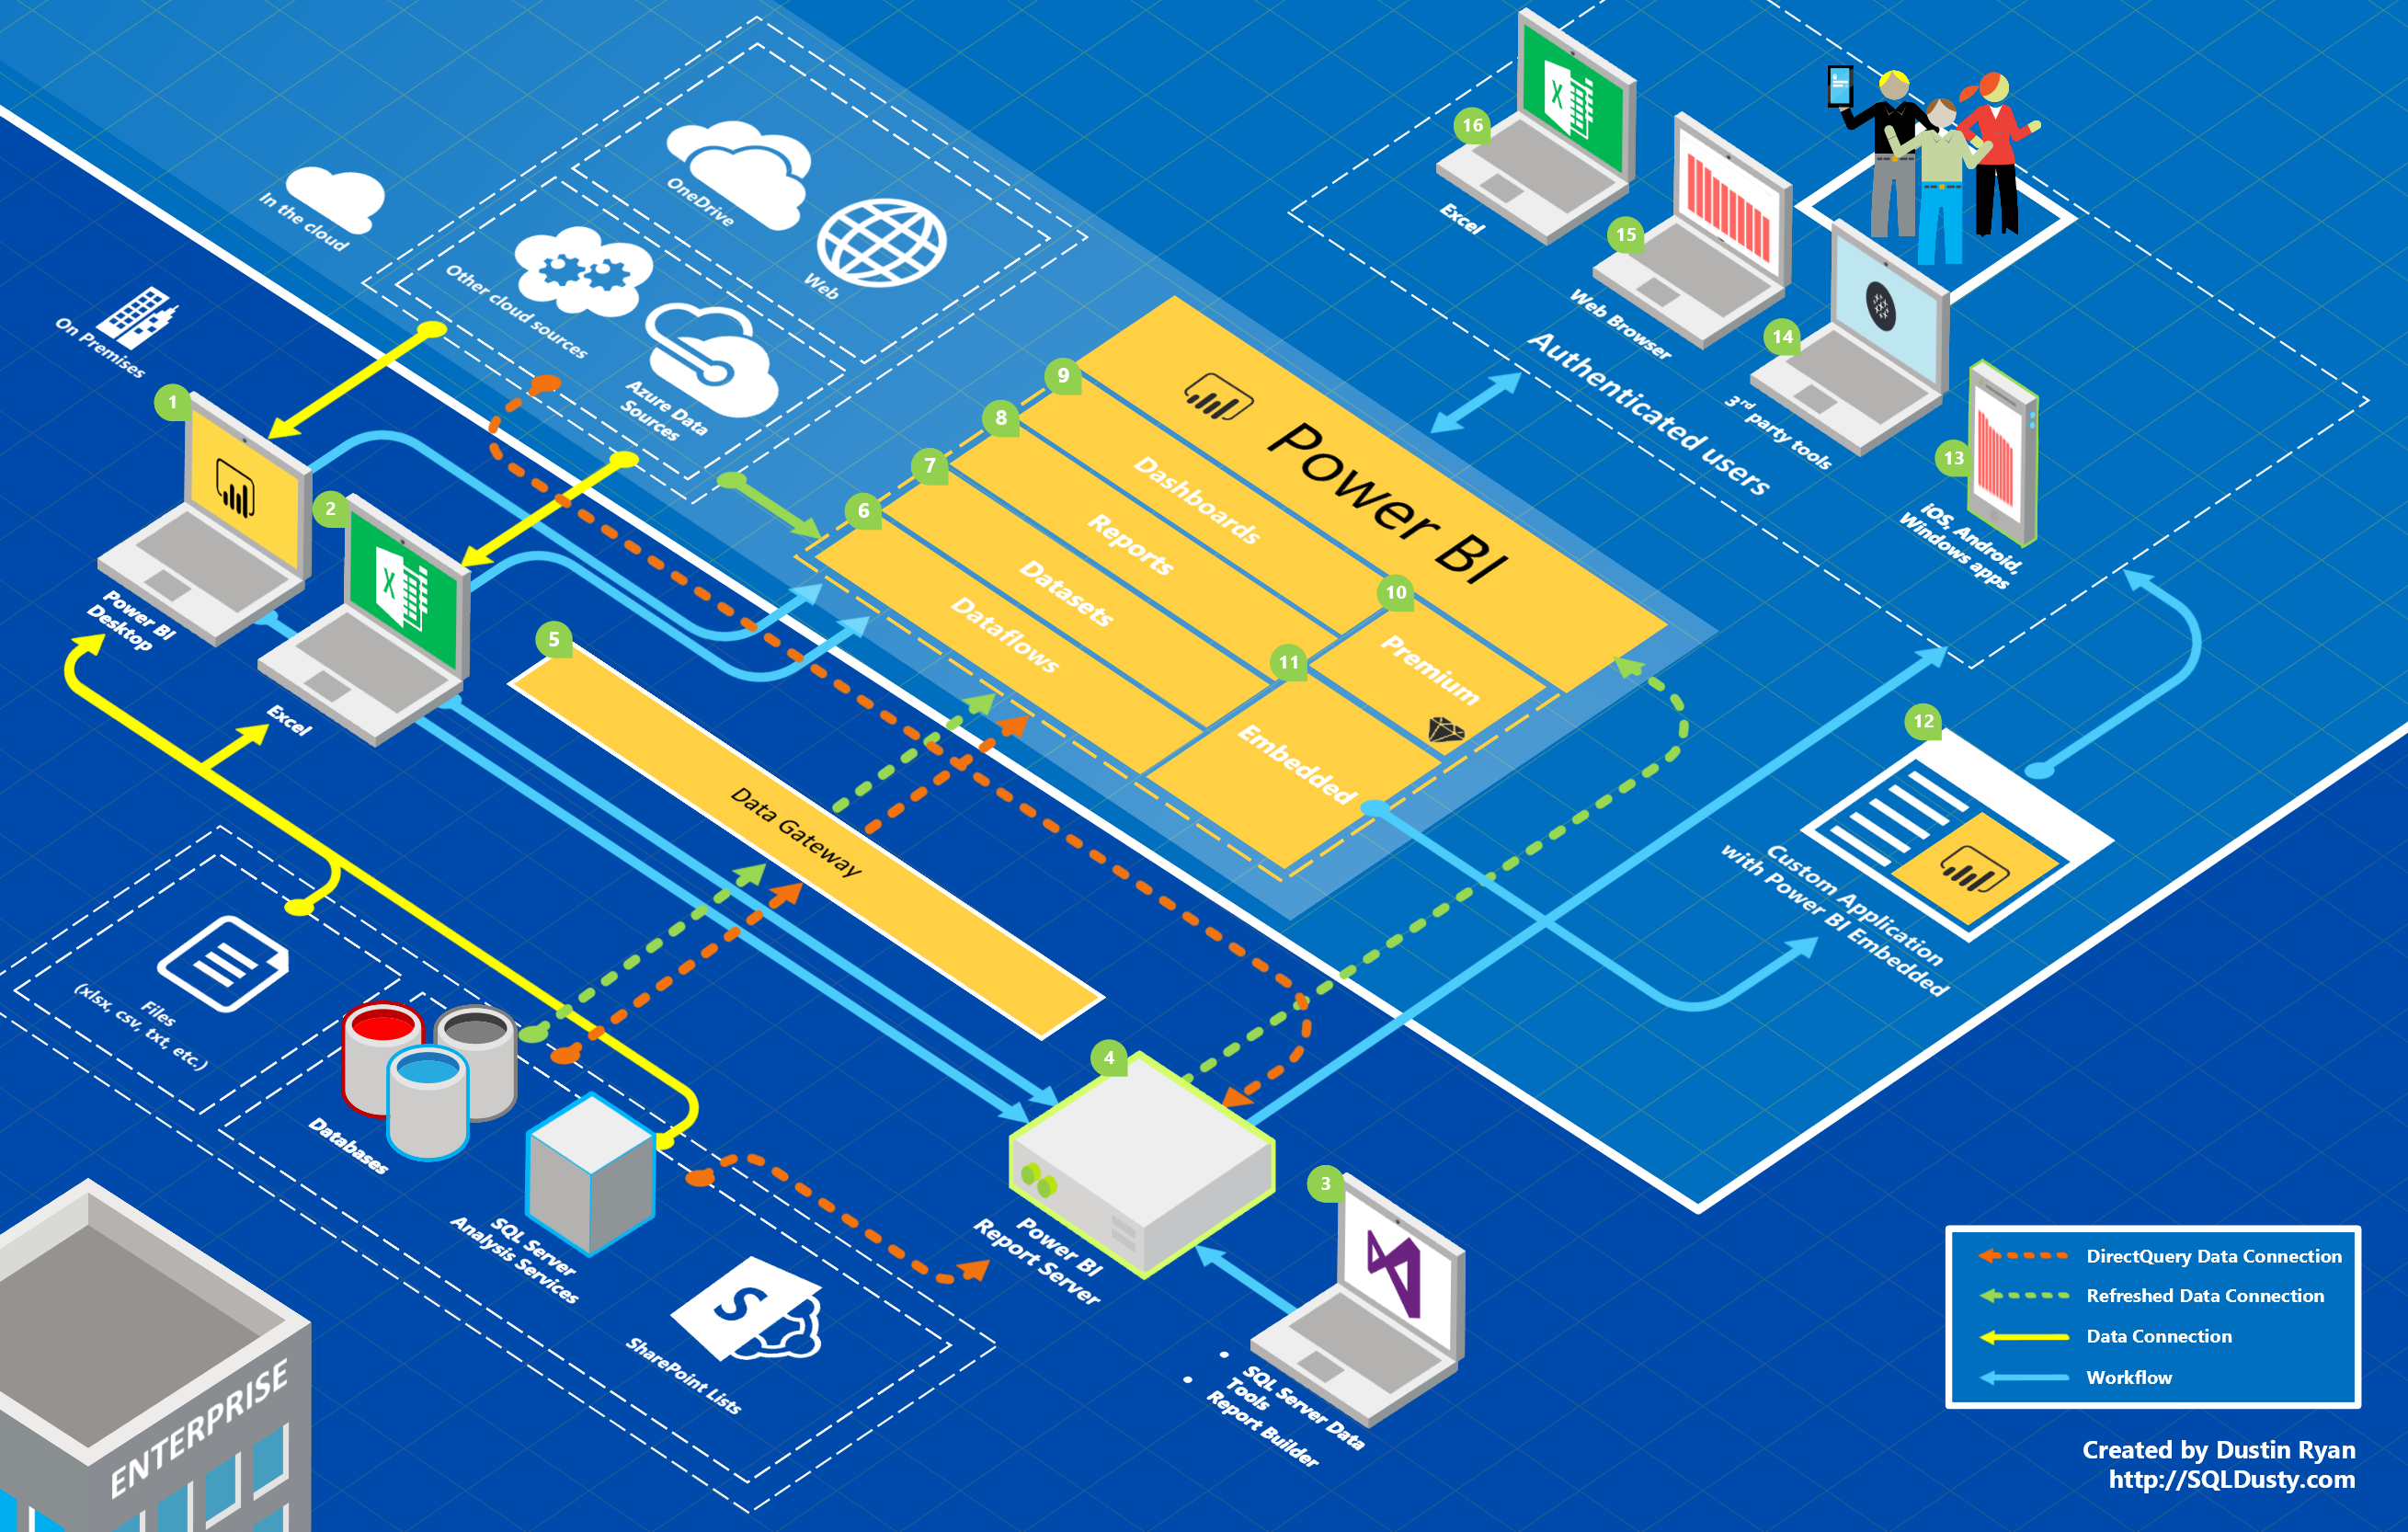 OneDrive
Web
In the cloud
Other cloud sources
Azure Data
Sources
On Premises
1
Power BI
Desktop
2
Excel
5
Data Gateway
9
8
7
6
Power BI
Dashboards
Reports
Datasets
Dataflows
10
Premium
11
Embedded
16
Excel
15
Web Browser
14
3rd party tools
13
iOS, Android,
Windows apps
Authenticated users
12
Custom Application
with Power BI Embedded
Files
(xlsx, csv, txt, etc.)
Databases
SQL Server
Analysis Services
S
SharePoint Lists
4
Power BI
Report Server
3
• SQL Server Data
Tools
• Report Builder
ENTERPRISE
DirectQuery Data Connection
Refreshed Data Connection
Data Connection
Workflow
Created by Dustin Ryan
http://SQLDusty.com